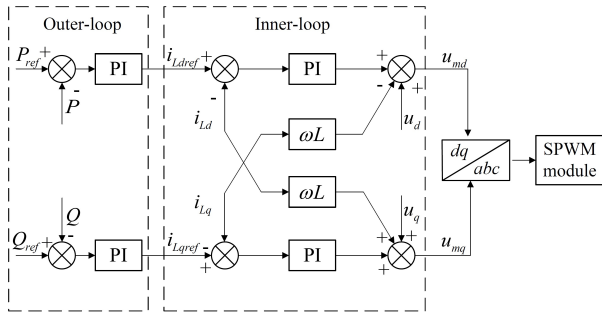 Outer-loop
Inner-loop
P_ref
+
-
P
PI
i_Ldref
+
-
PI
+
-
+
u_d
u_md
i_Ld
ωL
i_Lq
ωL
dq
abc
SPWM
module
Q
Q_ref
+
-
PI
i_Lqref
-
+
PI
u_q
+
+
+
u_mq